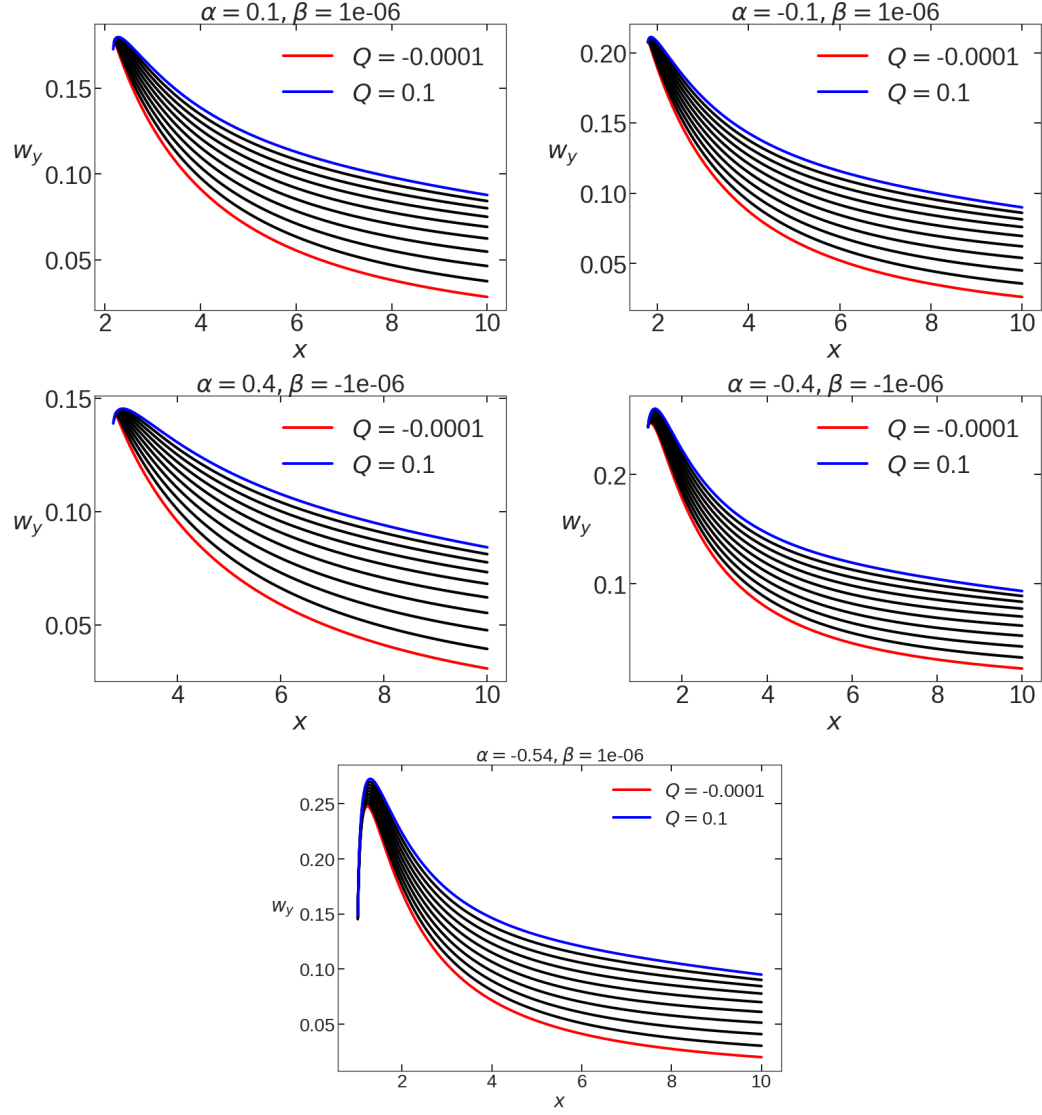 α = 0.1, β = 1e-06
Q = -0.0001
Q = 0.1
0.15
0.10
0.05
w_y
2 4 6 8 10
x
α = -0.1, β = 1e-06
Q = -0.0001
Q = 0.1
0.20
0.15
0.10
0.05
w_y
2 4 6 8 10
x
α = 0.4, β = -1e-06
Q = -0.0001
Q = 0.1
0.15
0.10
0.05
w_y
4 6 8 10
x
α = -0.4, β = -1e-06
Q = -0.0001
Q = 0.1
0.2
0.1
w_y
2 4 6 8 10
x
α = -0.54, β = 1e-06
Q = -0.0001
Q = 0.1
0.25
0.20
0.15
0.10
0.05
w_y
2 4 6 8 10
x